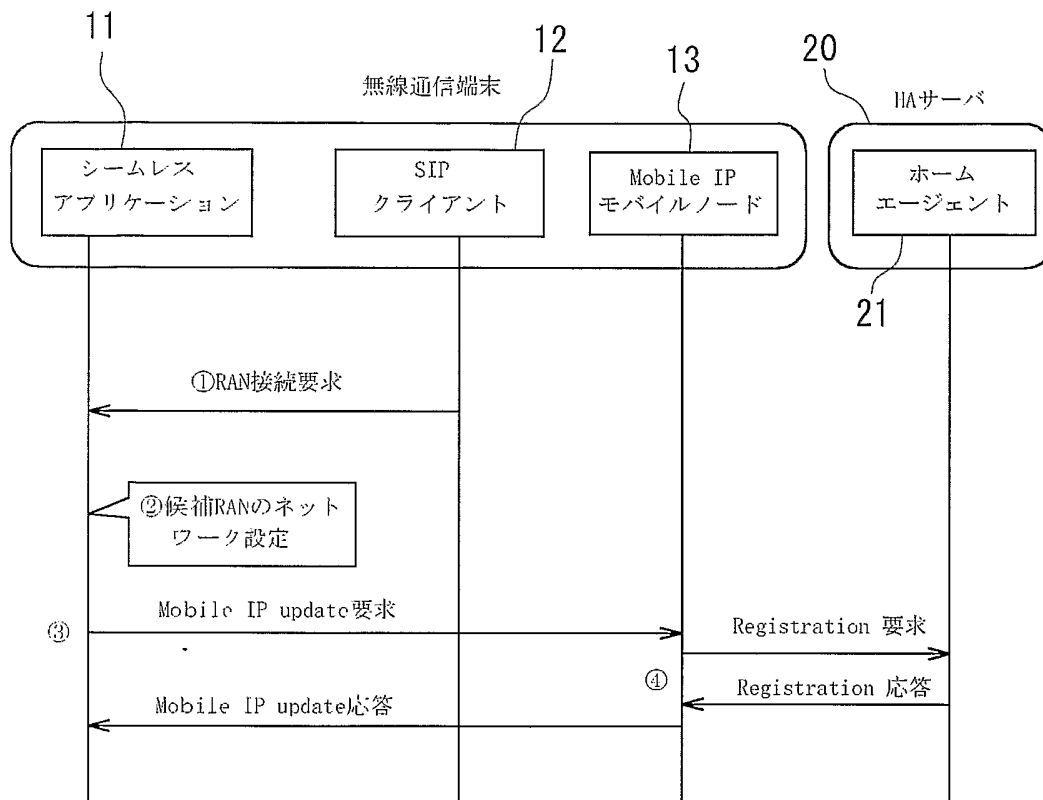 11
12
13
20
無線通信端末
HAサーバ
シームレス
アプリケーション
SIP
クライアント
Mobile IP
モバイルノード
ホーム
エージェント
21
①RAN接続要求
②候補RANのネット
ワーク設定
③
Mobile IP update要求
Registration 要求
④
Registration 応答
Mobile IP update応答